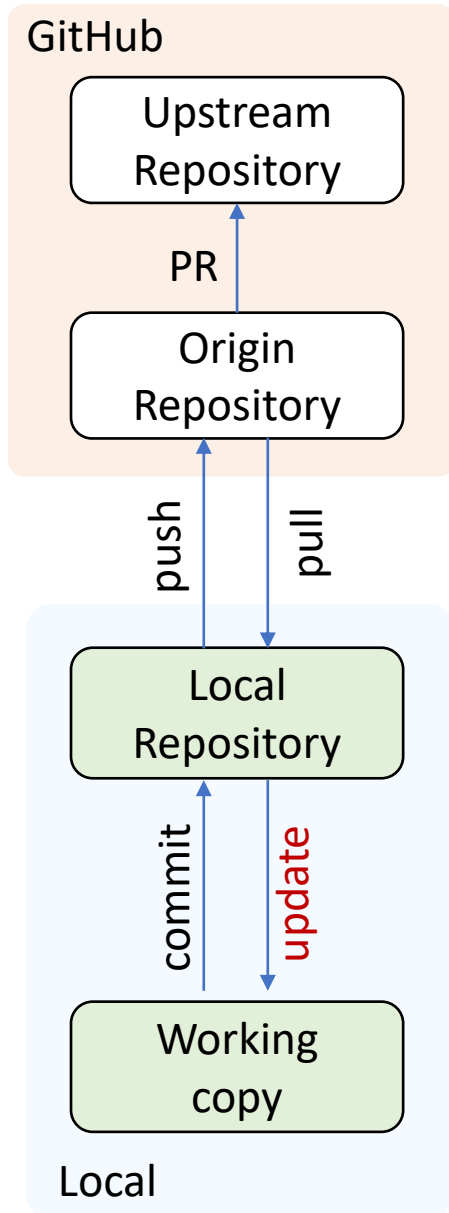 GitHub
Upstream
Repository
PR
Origin
Repository
push
pull
Local
Repository
commit
update
Working
copy
Local